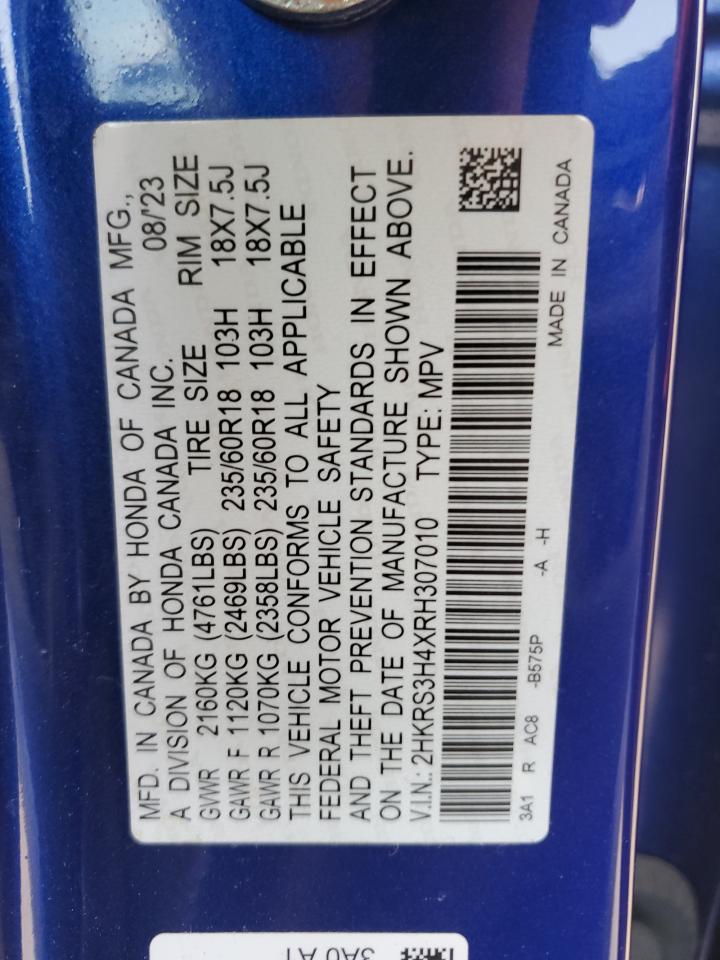 MFD. IN CANADA BY HONDA OF CANADA MFG.,
A DIVISION OF HONDA CANADA INC. 08/'23
GVWR 2160KG (4761LBS) TIRE SIZE RIM SIZE
GAWR F 1120KG (2469LBS) 235/60R18 103H 18X7.5J
GAWR R 1070KG (2358LBS) 235/60R18 103H 18X7.5J
THIS VEHICLE CONFORMS TO ALL APPLICABLE
FEDERAL MOTOR VEHICLE SAFETY
AND THEFT PREVENTION STANDARDS IN EFFECT
ON THE DATE OF MANUFACTURE SHOWN ABOVE.
V.I.N.: 2HKRS3H4XRH307010 TYPE: MPV
3A1 R AC8 -B575P -A -H MADE IN CANADA